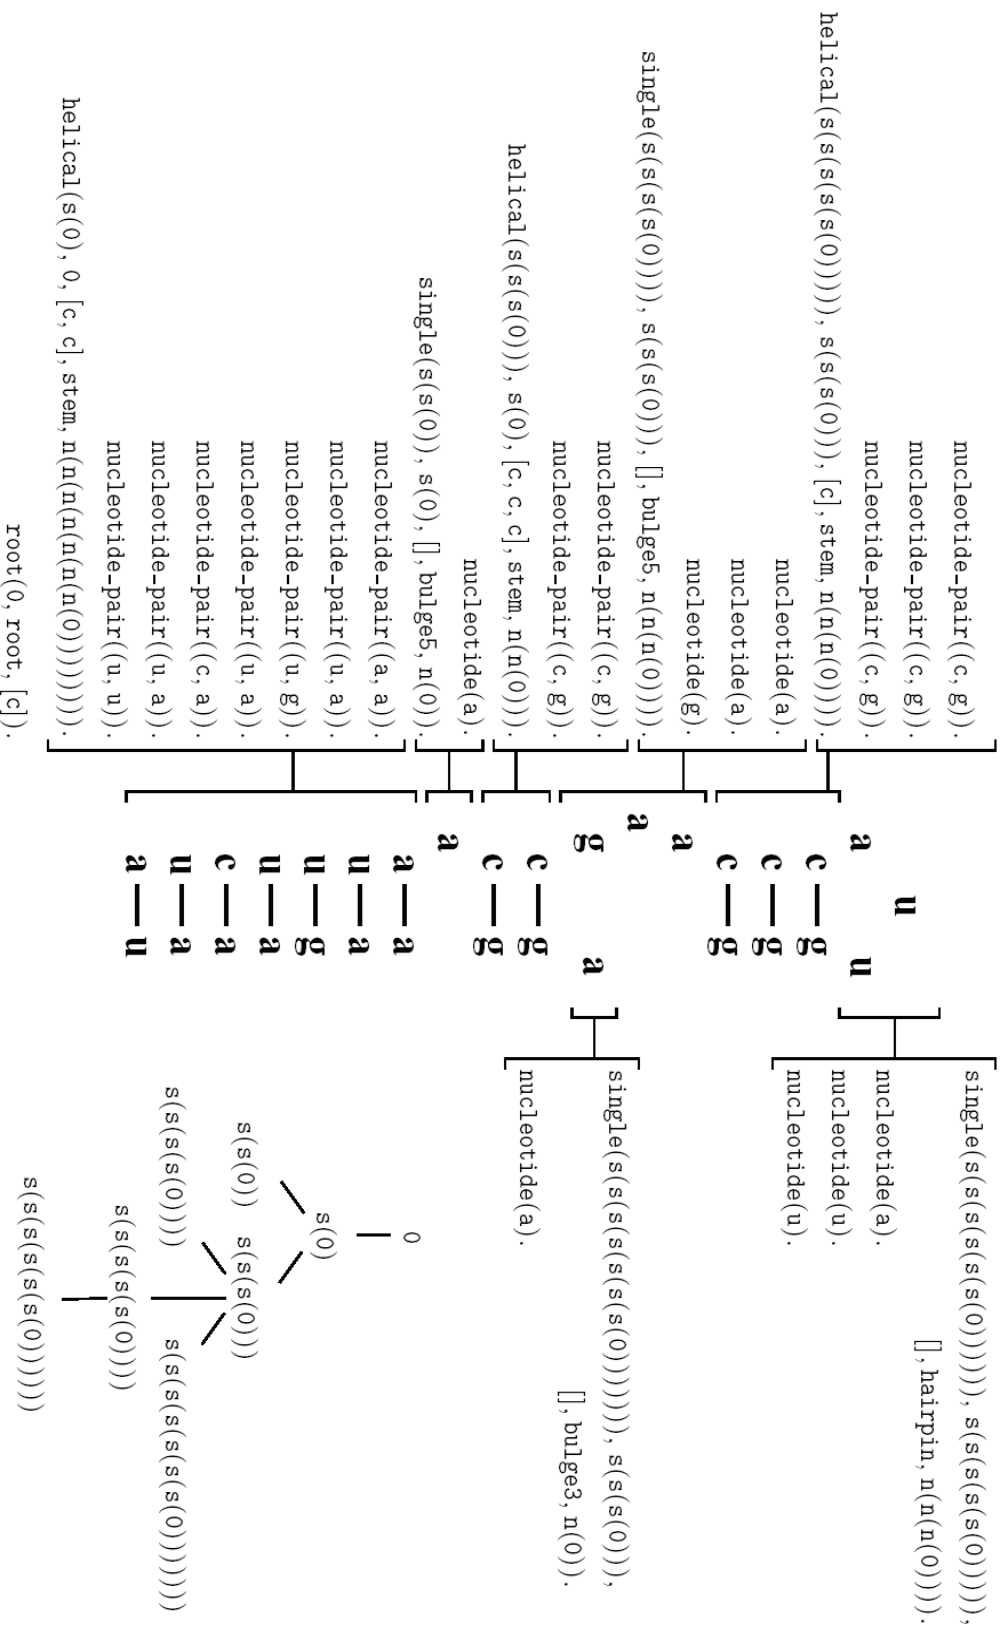 nucleotide-pair((c, g)).
nucleotide-pair((c, g)).
nucleotide-pair((c, g)).
helical(s(s(s(s(s(0))))), s(s(s(0))), [c], stem, n(n(n(0)))).
nucleotide(a).
nucleotide(a).
nucleotide(g).
single(s(s(s(s(0)))), s(s(s(0))), [], bulge5, n(n(n(0)))).
nucleotide-pair((c, g)).
nucleotide-pair((c, g)).
helical(s(s(s(0))), s(0), [c, c, c], stem, n(n(0))).
nucleotide(a).
single(s(s(0)), s(0), [], bulge5, n(0)).
nucleotide-pair((a, a)).
nucleotide-pair((u, a)).
nucleotide-pair((u, g)).
nucleotide-pair((u, a)).
nucleotide-pair((c, a)).
nucleotide-pair((u, a)).
nucleotide-pair((u, u)).
helical(s(0), 0, [c, c], stem, n(n(n(n(n(n(n(0)))))))).
root(0, root, [c]).
u
a u
c g
c g
c g
a
a
g a
c g
c g
a
a a
u a
u g
u a
c a
u a
a u
single(s(s(s(s(s(s(0)))))), s(s(s(s(s(0))))),
[], hairpin, n(n(n(0)))).
nucleotide(a).
nucleotide(u).
nucleotide(u).
single(s(s(s(s(s(s(s(0))))))), s(s(s(0))),
[], bulge3, n(0)).
nucleotide(a).
0
s(0)
s(s(0)) s(s(s(0)))
s(s(s(s(0)))) s(s(s(s(s(s(s(0)))))))
s(s(s(s(s(0)))))
s(s(s(s(s(s(0))))))